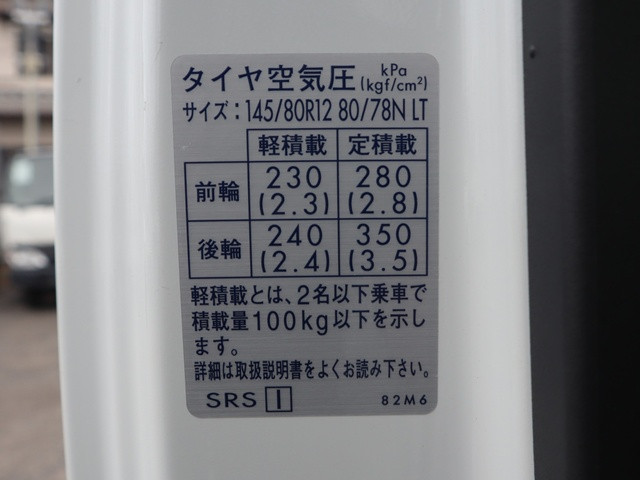 タイヤ空気圧 kPa (kgf/cm²)
サイズ：145/80R12 80/78N LT
軽積載 定積載
前輪 230 (2.3) 280 (2.8)
後輪 240 (2.4) 350 (3.5)
軽積載とは、2名以下乗車で
積載量100kg以下を示し
ます。
詳細は取扱説明書をよくお読み下さい。
SRS I 82M6